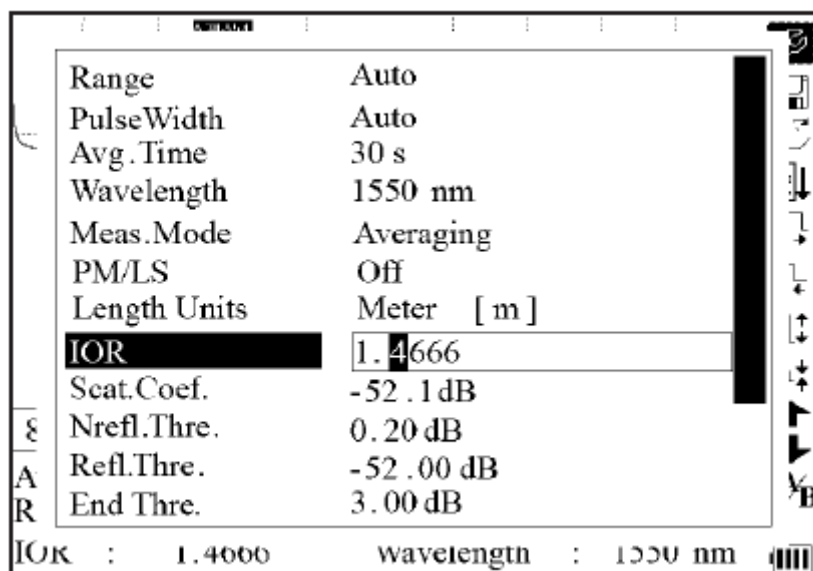 Range Auto
PulseWidth Auto
Avg.Time 30 s
Wavelength 1550 nm
Meas.Mode Averaging
PM/LS Off
Length Units Meter [m]
IOR 1.4666
Scat.Coef. -52.1dB
Nrefl.Thre. 0.20 dB
Refl.Thre. -52.00 dB
End Thre. 3.00 dB
A
R
IOR : 1.4666 Wavelength : 1550 nm